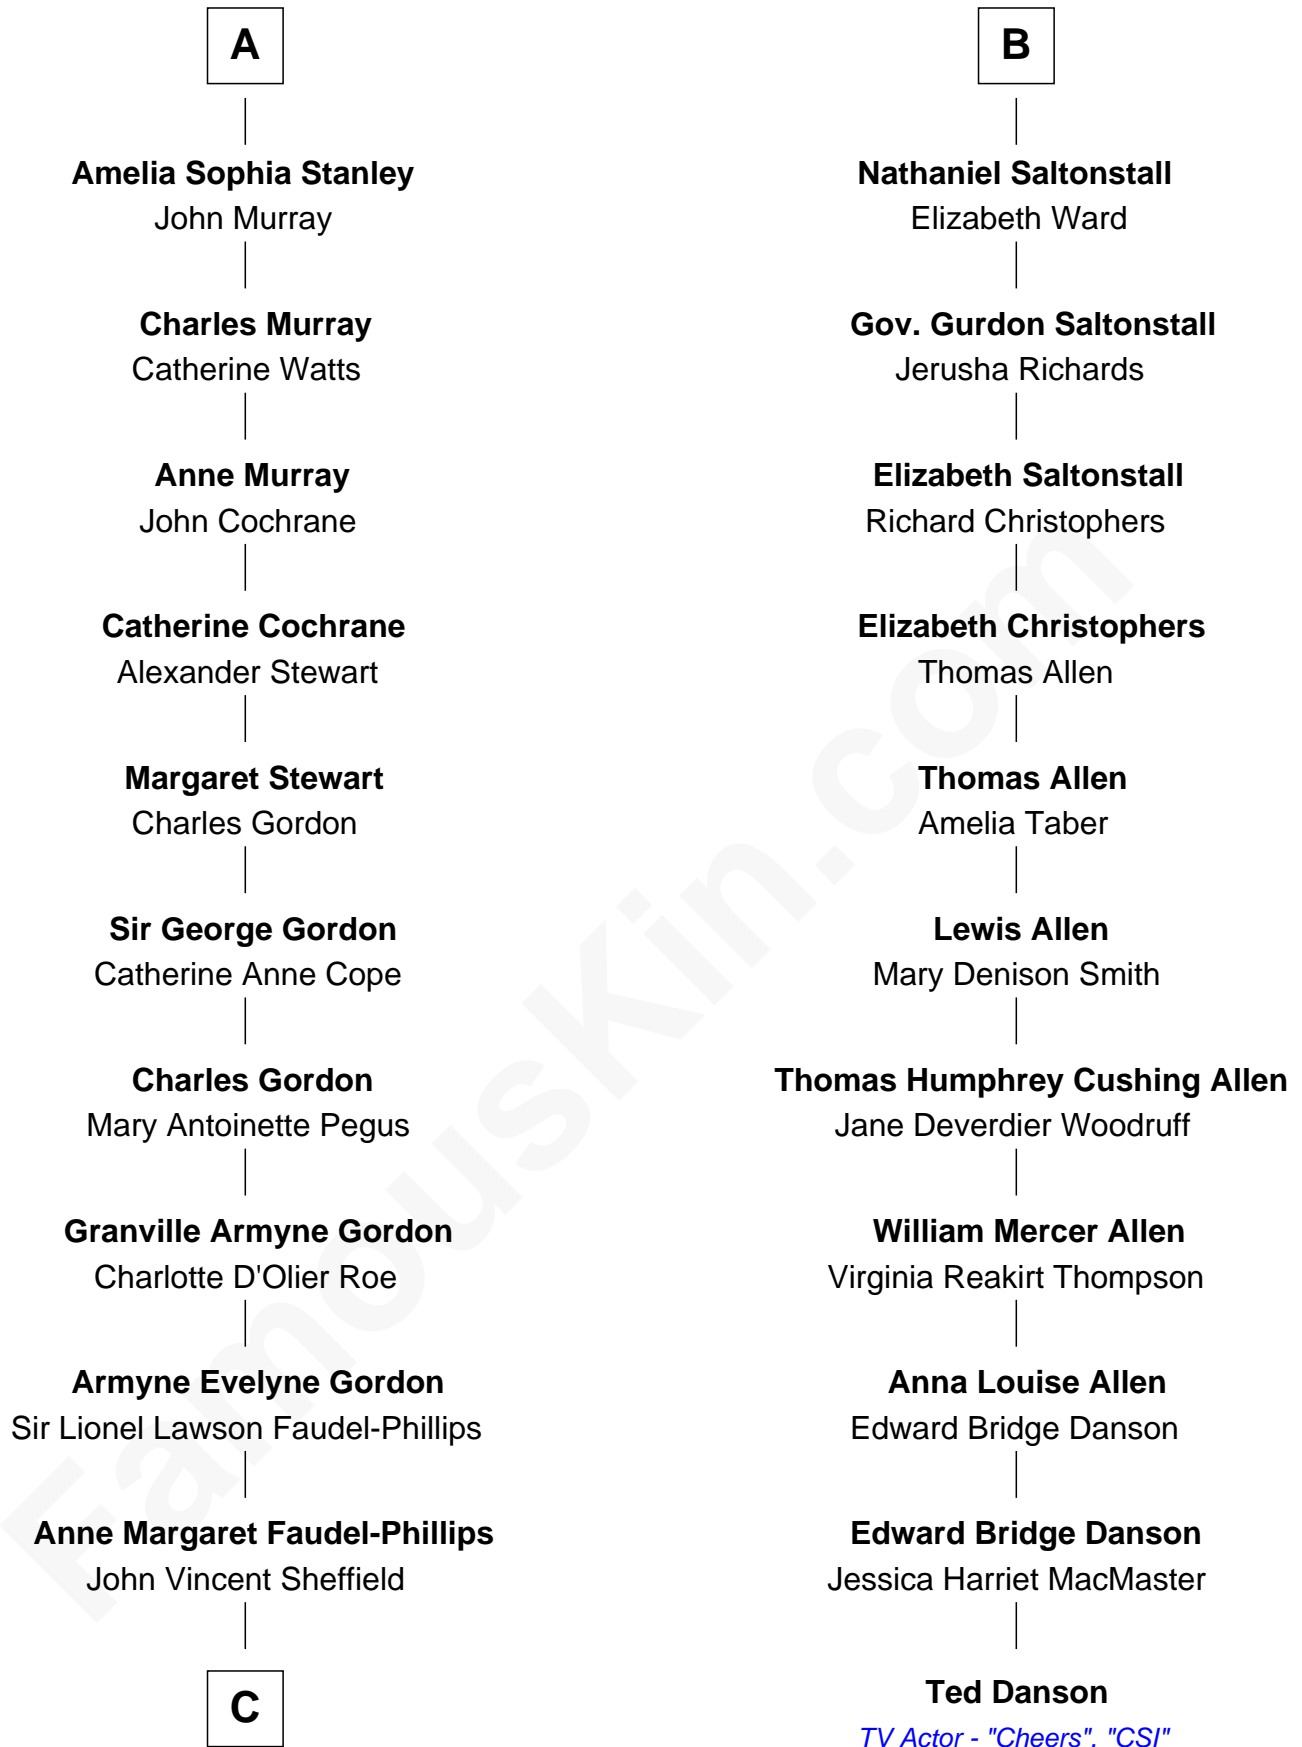 A
Amelia Sophia Stanley
John Murray
Charles Murray
Catherine Watts
Anne Murray
John Cochrane
Catherine Cochrane
Alexander Stewart
Margaret Stewart
Charles Gordon
Sir George Gordon
Catherine Anne Cope
Charles Gordon
Mary Antoinette Pegus
Granville Armyne Gordon
Charlotte D'Olier Roe
Armyne Evelyne Gordon
Sir Lionel Lawson Faudel-Phillips
Anne Margaret Faudel-Phillips
John Vincent Sheffield
C
B
Nathaniel Saltonstall
Elizabeth Ward
Gov. Gurdon Saltonstall
Jerusha Richards
Elizabeth Saltonstall
Richard Christophers
Elizabeth Christophers
Thomas Allen
Thomas Allen
Amelia Taber
Lewis Allen
Mary Denison Smith
Thomas Humphrey Cushing Allen
Jane Deverdier Woodruff
William Mercer Allen
Virginia Reakirt Thompson
Anna Louise Allen
Edward Bridge Danson
Edward Bridge Danson
Jessica Harriet MacMaster
Ted Danson
TV Actor - "Cheers", "CSI"
FamousKin.com